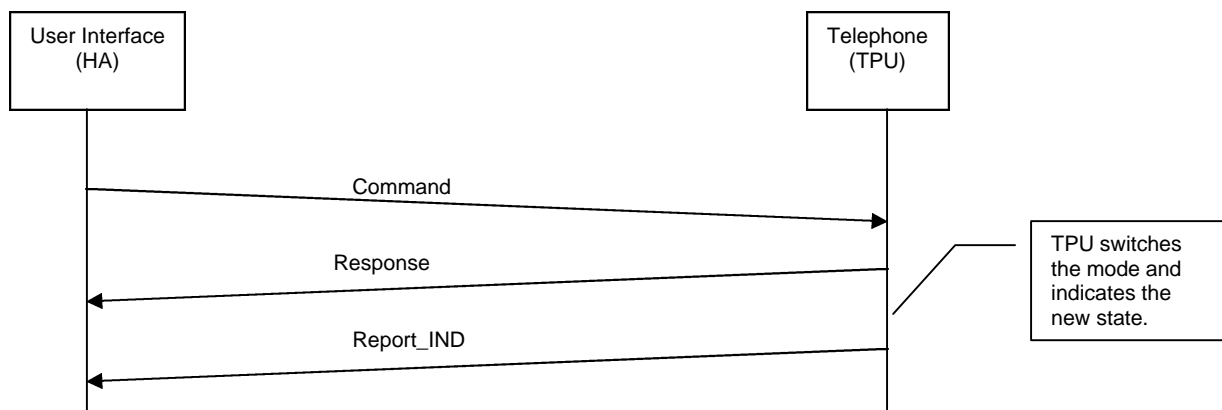 User Interface
(HA)
Telephone
(TPU)
Command
Response
Report_IND
TPU switches
the mode and
indicates the
new state.